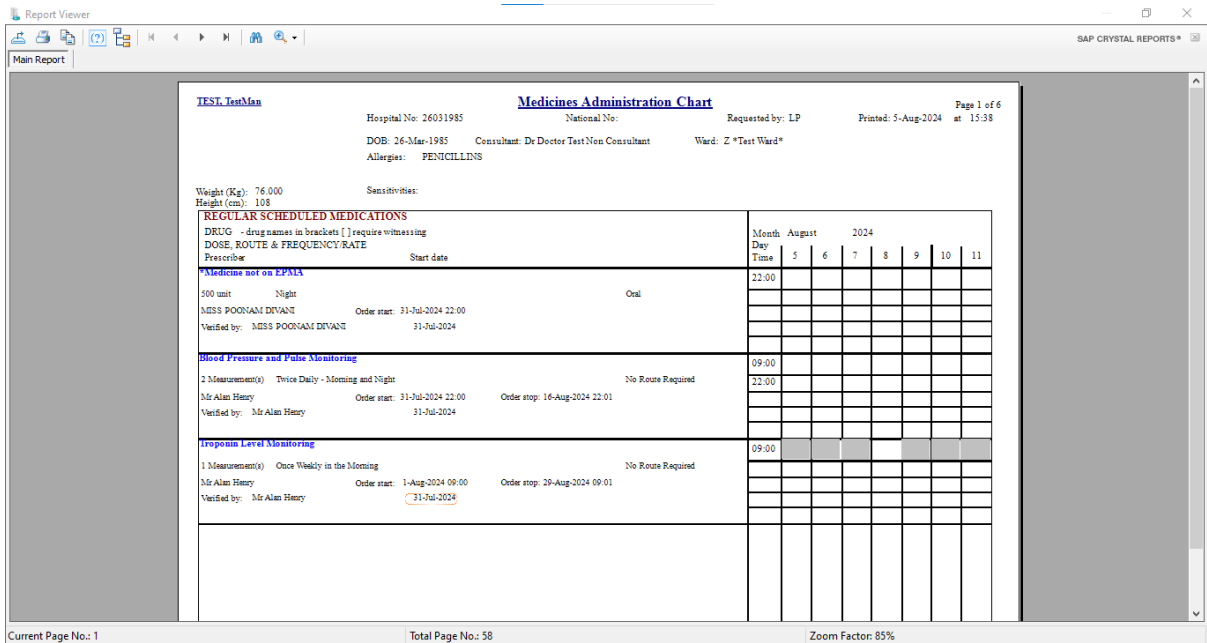 Report Viewer
SAP CRYSTAL REPORTS®
Main Report
TEST, TestMan
Medicines Administration Chart
Page 1 of 6
Hospital No: 26031985 National No: Requested by: LP Printed: 5-Aug-2024 at 15:38
DOB: 26-Mar-1985 Consultant: Dr Doctor Test Non Consultant Ward: Z *Test Ward*
Allergies: PENICILLINS
Weight (Kg): 76.000 Sensitivities:
Height (cm): 108
REGULAR SCHEDULED MEDICATIONS
DRUG - drug names in brackets [ ] require witnessing
Month August 2024
DOSE, ROUTE & FREQUENCY/RATE
Day
Prescriber Start date
Time 5 6 7 8 9 10 11
*Medicine not on EPMA
22:00
500 unit Night Oral
MISS POONAM DIVANI Order start: 31-Jul-2024 22:00
Verified by: MISS POONAM DIVANI 31-Jul-2024
Blood Pressure and Pulse Monitoring
09:00
2 Measurement(s) Twice Daily - Morning and Night No Route Required
22:00
Mr Alan Henry Order start: 31-Jul-2024 22:00 Order stop: 16-Aug-2024 22:01
Verified by: Mr Alan Henry 31-Jul-2024
Troponin Level Monitoring
09:00
1 Measurement(s) Once Weekly in the Morning No Route Required
Mr Alan Henry Order start: 1-Aug-2024 09:00 Order stop: 29-Aug-2024 09:01
Verified by: Mr Alan Henry 31-Jul-2024
Current Page No.: 1 Total Page No.: 58 Zoom Factor: 85%